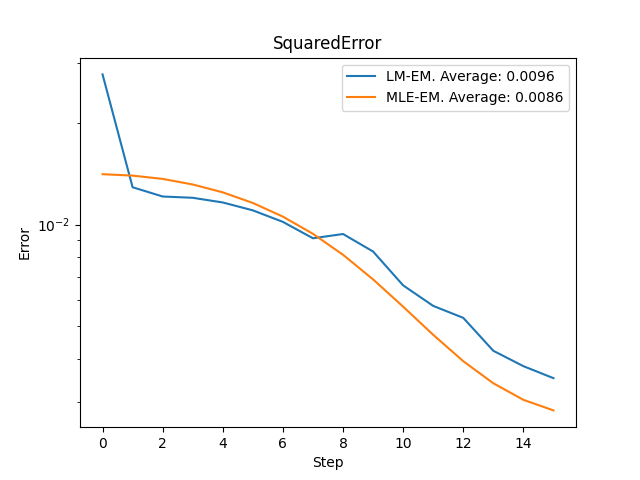 SquaredError
LM-EM. Average: 0.0096
MLE-EM. Average: 0.0086
Error
10⁻²
0 2 4 6 8 10 12 14
Step